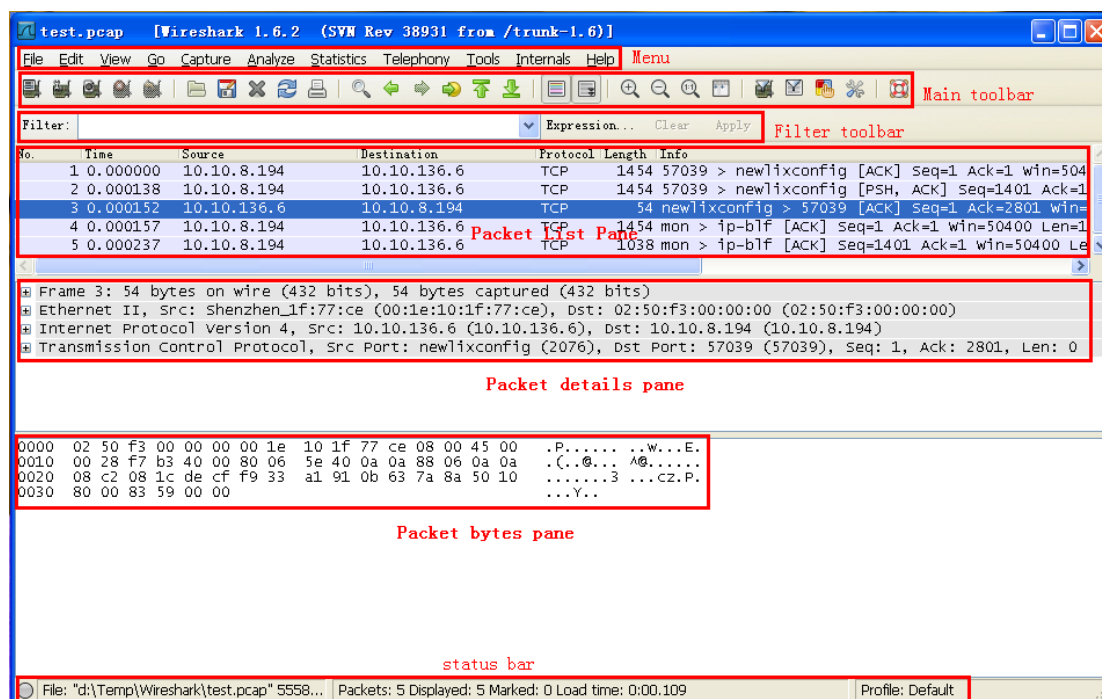 test.pcap [Wireshark 1.6.2 (SVN Rev 38931 from /trunk-1.6)]
File Edit View Go Capture Analyze Statistics Telephony Tools Internals Help Menu
Main toolbar
Filter: Expression... Clear Apply Filter toolbar
No. Time Source Destination Protocol Length Info
1 0.000000 10.10.8.194 10.10.136.6 TCP 1454 57039 > newlixconfig [ACK] Seq=1 Ack=1 Win=504
2 0.000138 10.10.8.194 10.10.136.6 TCP 1454 57039 > newlixconfig [PSH, ACK] Seq=1401 Ack=1
3 0.000152 10.10.136.6 10.10.8.194 TCP 54 newlixconfig > 57039 [ACK] Seq=1 Ack=2801 Win=
4 0.000157 10.10.8.194 10.10.136.6 TCP 1454 mon > ip-blf [ACK] Seq=1 Ack=1 Win=50400 Len=1
Packet List Pane
5 0.000237 10.10.8.194 10.10.136.6 TCP 1038 mon > ip-blf [ACK] Seq=1401 Ack=1 Win=50400 Le
Frame 3: 54 bytes on wire (432 bits), 54 bytes captured (432 bits)
Ethernet II, Src: Shenzhen_1f:77:ce (00:1e:10:1f:77:ce), Dst: 02:50:f3:00:00:00 (02:50:f3:00:00:00)
Internet Protocol Version 4, Src: 10.10.136.6 (10.10.136.6), Dst: 10.10.8.194 (10.10.8.194)
Transmission Control Protocol, Src Port: newlixconfig (2076), Dst Port: 57039 (57039), Seq: 1, Ack: 2801, Len: 0
Packet details pane
0000 02 50 f3 00 00 00 00 1e 10 1f 77 ce 08 00 45 00 .P...... ..w...E.
0010 00 28 f7 b3 40 00 80 06 5e 40 0a 0a 88 06 0a 0a .(..@... ^@......
0020 08 c2 08 1c de cf f9 33 a1 91 0b 63 7a 8a 50 10 .......3 ...cz.P.
0030 80 00 83 59 00 00 ...Y..
Packet bytes pane
status bar
File: "d:\Temp\Wireshark\test.pcap" 5558... Packets: 5 Displayed: 5 Marked: 0 Load time: 0:00.109 Profile: Default